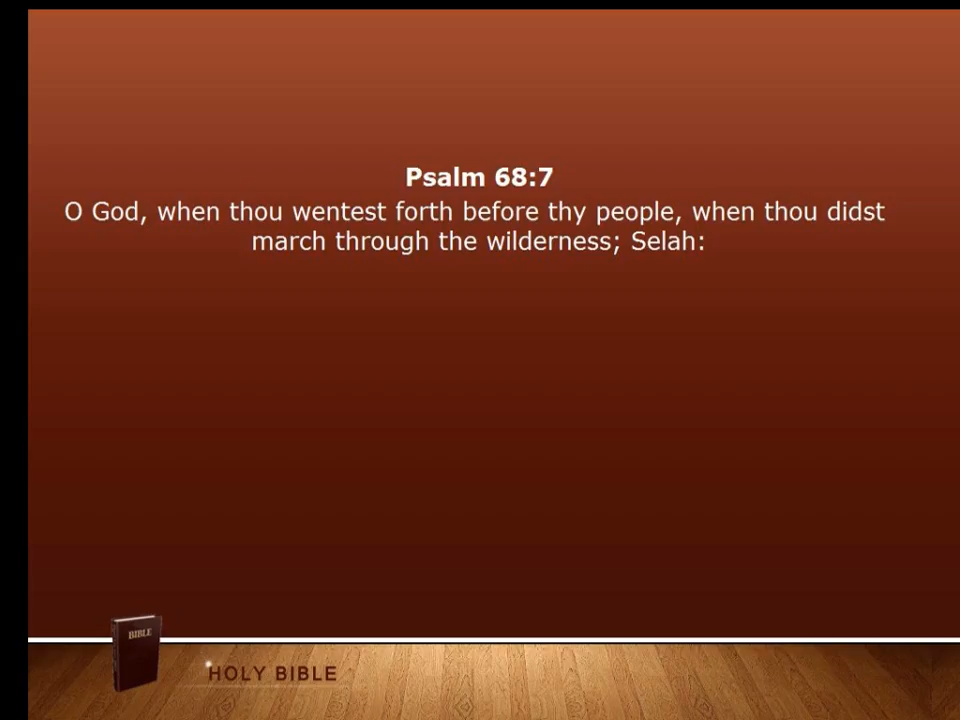 Psalm 68:7
O God, when thou wentest forth before thy people, when thou didst
march through the wilderness; Selah:
BIBLE
HOLY BIBLE